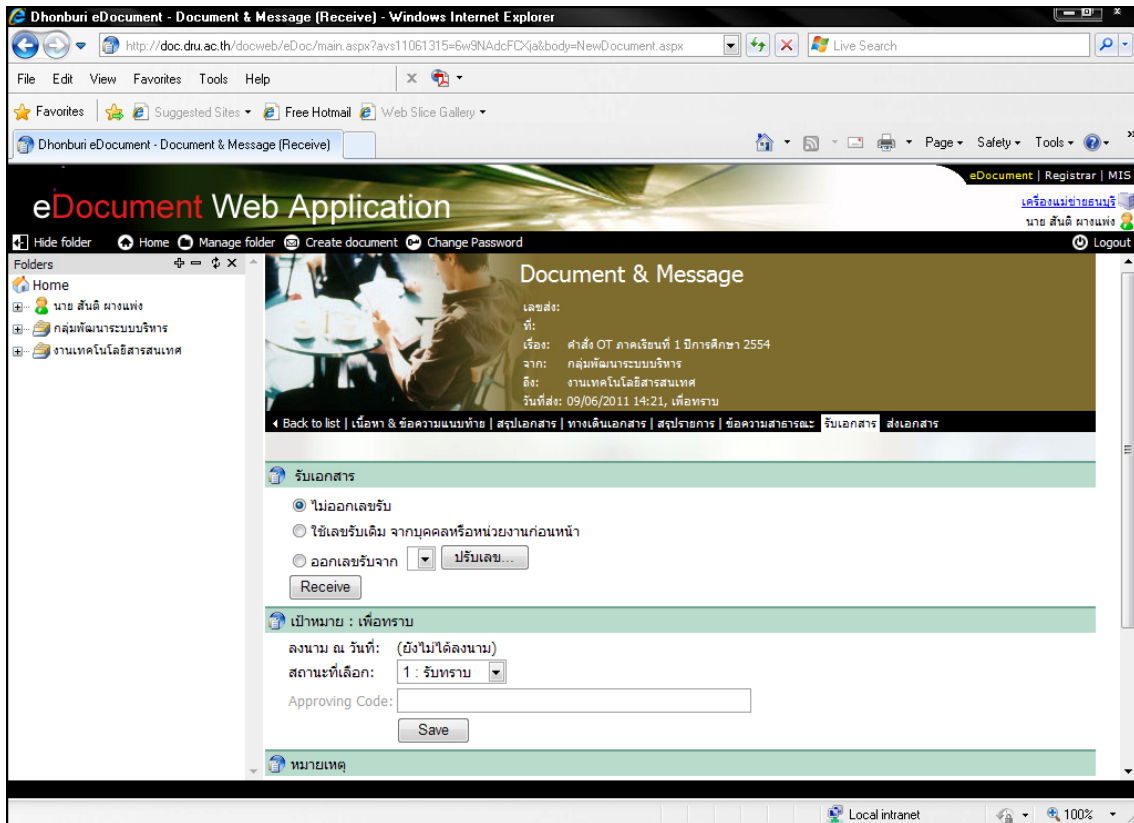 Dhonburi eDocument - Document & Message (Receive) - Windows Internet Explorer
http://doc.dru.ac.th/docweb/eDoc/main.aspx?avs11061315=6w9NAdcFCXja&body=NewDocument.aspx
Live Search
File Edit View Favorites Tools Help
Favorites Suggested Sites Free Hotmail Web Slice Gallery
Dhonburi eDocument - Document & Message (Receive)
Page Safety Tools
eDocument | Registrar | MIS
eDocument Web Application
เครื่องแม่ข่ายธนบุรี
นาย สันติ ผางแพ่ง
Hide folder Home Manage folder Create document Change Password Logout
Folders
Home
นาย สันติ ผางแพ่ง
กลุ่มพัฒนาระบบบริหาร
งานเทคโนโลยีสารสนเทศ
Document & Message
เลขส่ง:
ที่:
เรื่อง: คำสั่ง OT ภาคเรียนที่ 1 ปีการศึกษา 2554
จาก: กลุ่มพัฒนาระบบบริหาร
ถึง: งานเทคโนโลยีสารสนเทศ
วันที่ส่ง: 09/06/2011 14:21, เพื่อทราบ
Back to list | เนื้อหา & ข้อความแนบท้าย | สรุปเอกสาร | ทางเดินเอกสาร | สรุปรายการ | ข้อความสาธารณะ รับเอกสาร ส่งเอกสาร
รับเอกสาร
ไม่ออกเลขรับ
ใช้เลขรับเดิม จากบุคคลหรือหน่วยงานก่อนหน้า
ออกเลขรับจาก ปรับเลข...
Receive
เป้าหมาย : เพื่อทราบ
ลงนาม ณ วันที่: (ยังไม่ได้ลงนาม)
สถานะที่เลือก: 1 : รับทราบ
Approving Code:
Save
หมายเหตุ
Local intranet 100%